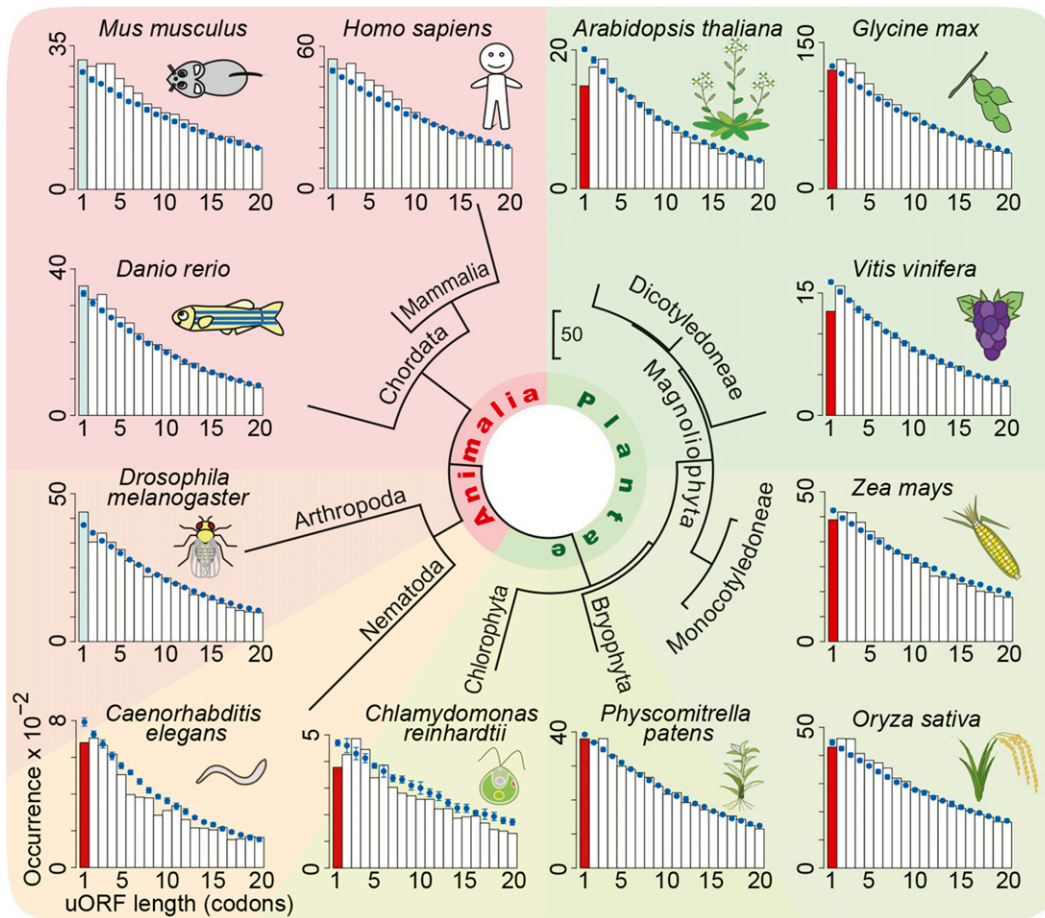 Mus musculus
35
0
1 5 10 15 20
Homo sapiens
60
0
1 5 10 15 20
Arabidopsis thaliana
20
0
1 5 10 15 20
Glycine max
150
0
1 5 10 15 20
Danio rerio
40
0
1 5 10 15 20
Mammalia
Chordata
50
Dicotyledoneae
Magnoliophyta
Vitis vinifera
15
0
1 5 10 15 20
Animalia
Plantae
Drosophila
melanogaster
50
0
1 5 10 15 20
Arthropoda
Nematoda
Chlorophyta
Bryophyta
Monocotyledoneae
Zea mays
50
0
1 5 10 15 20
Caenorhabditis
elegans
Occurrence x 10⁻²
8
0
1 5 10 15 20
uORF length (codons)
Chlamydomonas
reinhardtii
5
0
1 5 10 15 20
Physcomitrella
patens
40
0
1 5 10 15 20
Oryza sativa
50
0
1 5 10 15 20